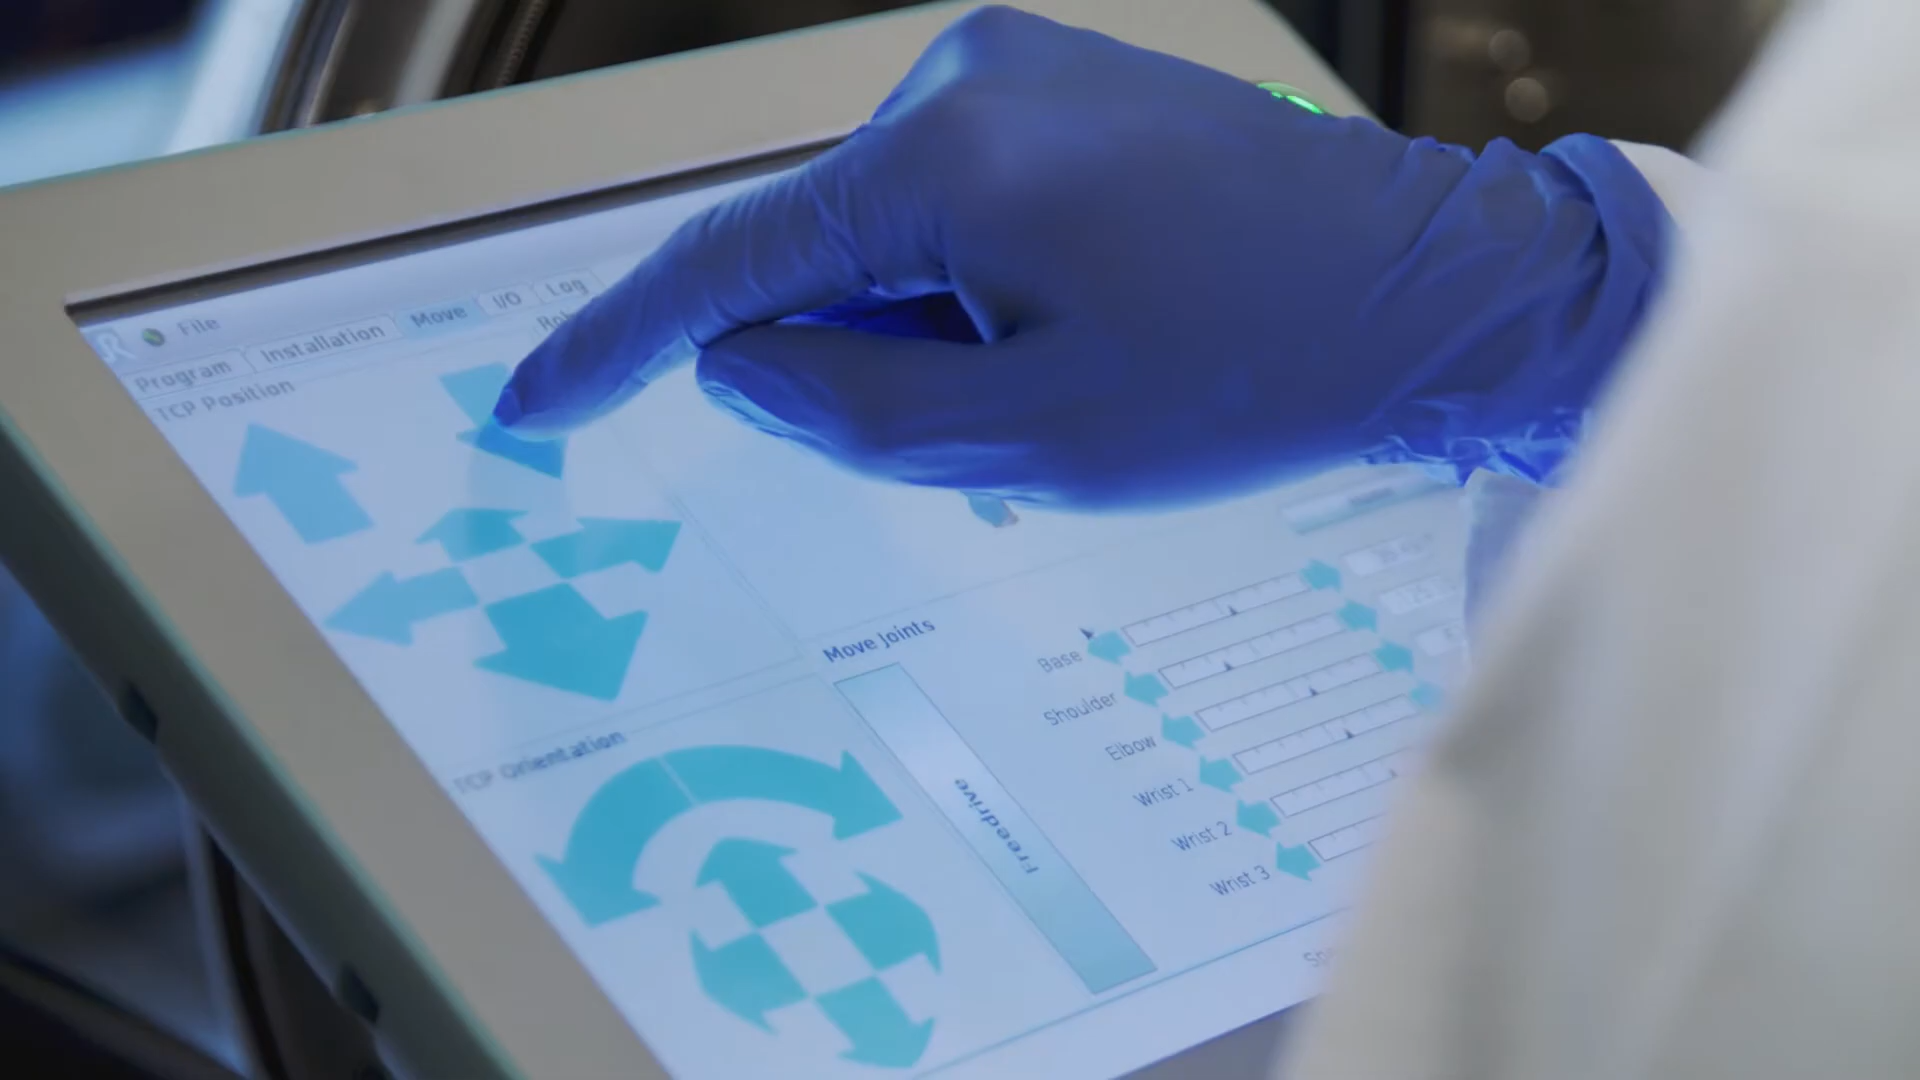 File
Program Installation Move I/O Log
TCP Position
Move Joints
Base
Shoulder
Elbow
Wrist 1
Wrist 2
Wrist 3
TCP Orientation
Freedrive